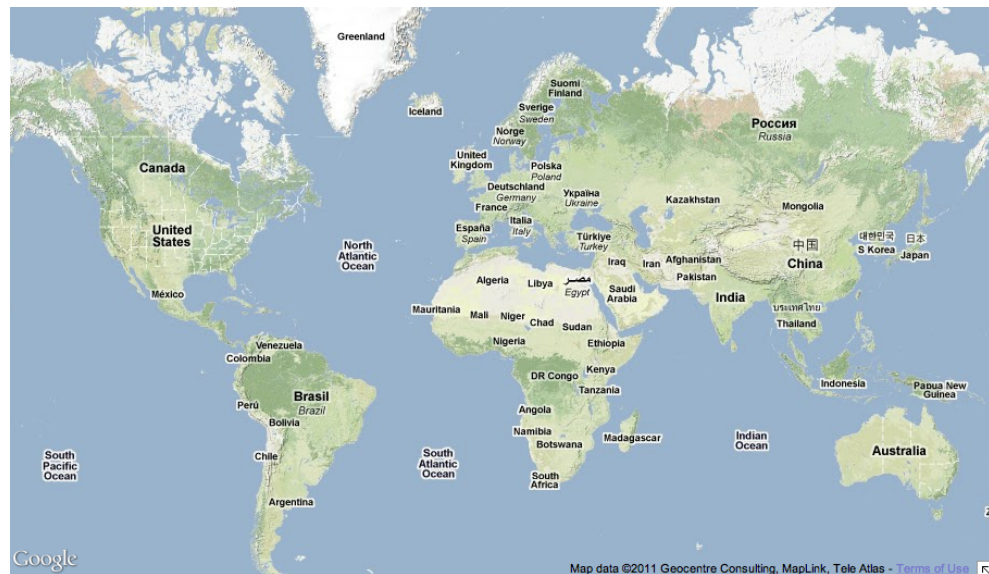 Greenland
Iceland
Suomi
Finland
Sverige
Sweden
Norge
Norway
Россия
Russia
Canada
United
Kingdom
Polska
Poland
Deutschland
Germany
Україна
Ukraine
France
Kazakhstan
Mongolia
United
States
España
Spain
Italia
Italy
Türkiye
Turkey
North
Atlantic
Ocean
Iraq
Iran
Afghanistan
Pakistan
中国
China
대한민국
S Korea
日本
Japan
México
Algeria
Libya
مصر
Egypt
Saudi
Arabia
India
ประเทศไทย
Thailand
Mauritania
Mali
Niger
Chad
Sudan
Nigeria
Ethiopia
Venezuela
Colombia
DR Congo
Kenya
Tanzania
Indonesia
Papua New
Guinea
Perú
Brasil
Brazil
Bolivia
Angola
Namibia
Botswana
Madagascar
Indian
Ocean
Australia
South
Pacific
Ocean
Chile
South
Atlantic
Ocean
South
Africa
Argentina
Google
Map data ©2011 Geocentre Consulting, MapLink, Tele Atlas - Terms of Use